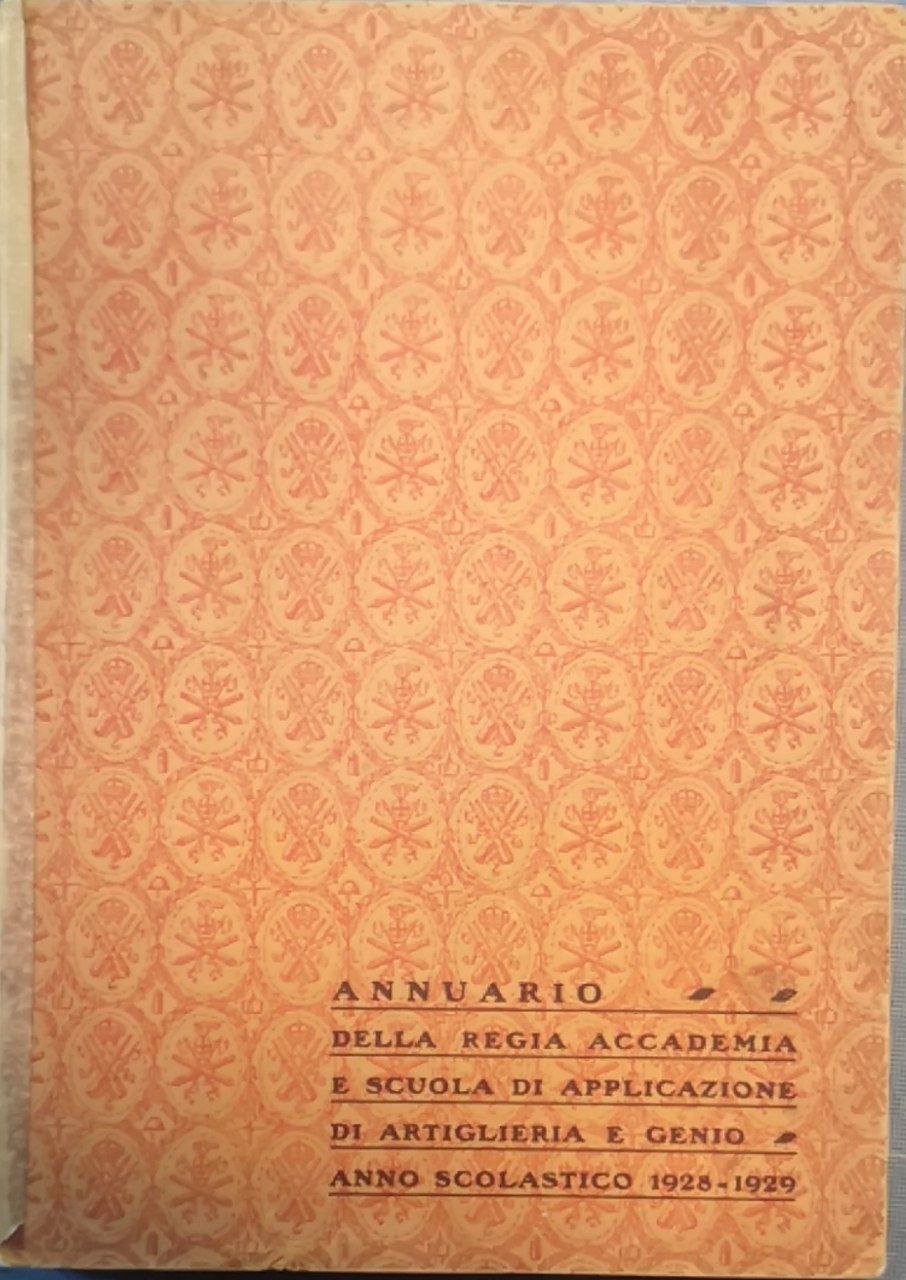 ANNUARIO
DELLA REGIA ACCADEMIA
E SCUOLA DI APPLICAZIONE
DI ARTIGLIERIA E GENIO
ANNO SCOLASTICO 1928-1929